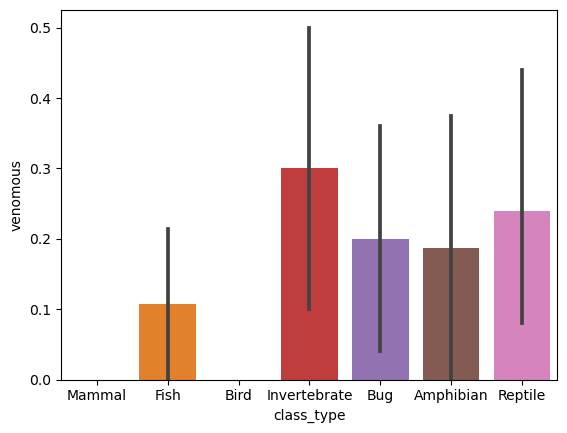 0.5
0.4
0.3
0.2
0.1
0.0
venomous
Mammal Fish Bird Invertebrate Bug Amphibian Reptile
class_type